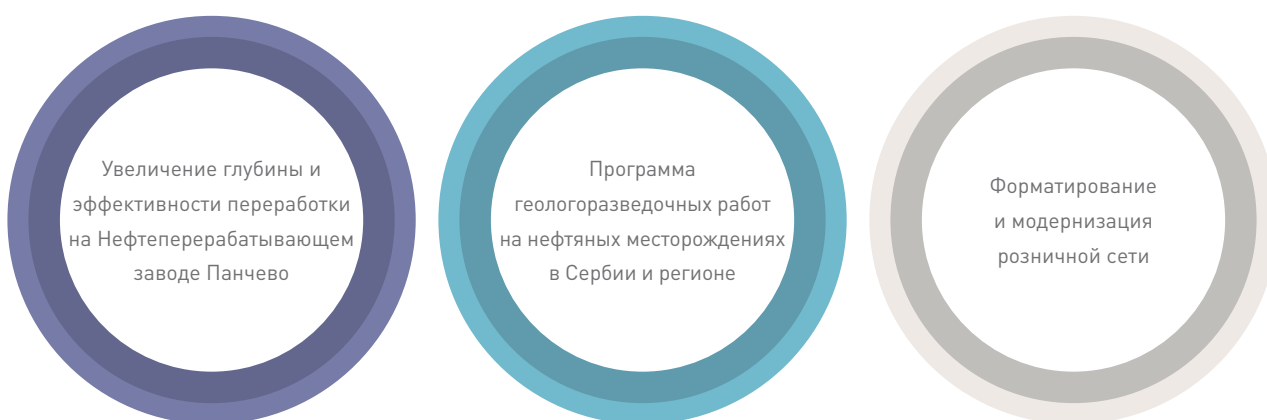 Увеличение глубины и
эффективности переработки
на Нефтеперерабатывающем
заводе Панчево
Программа
геологоразведочных работ
на нефтяных месторождениях
в Сербии и регионе
Форматирование
и модернизация
розничной сети